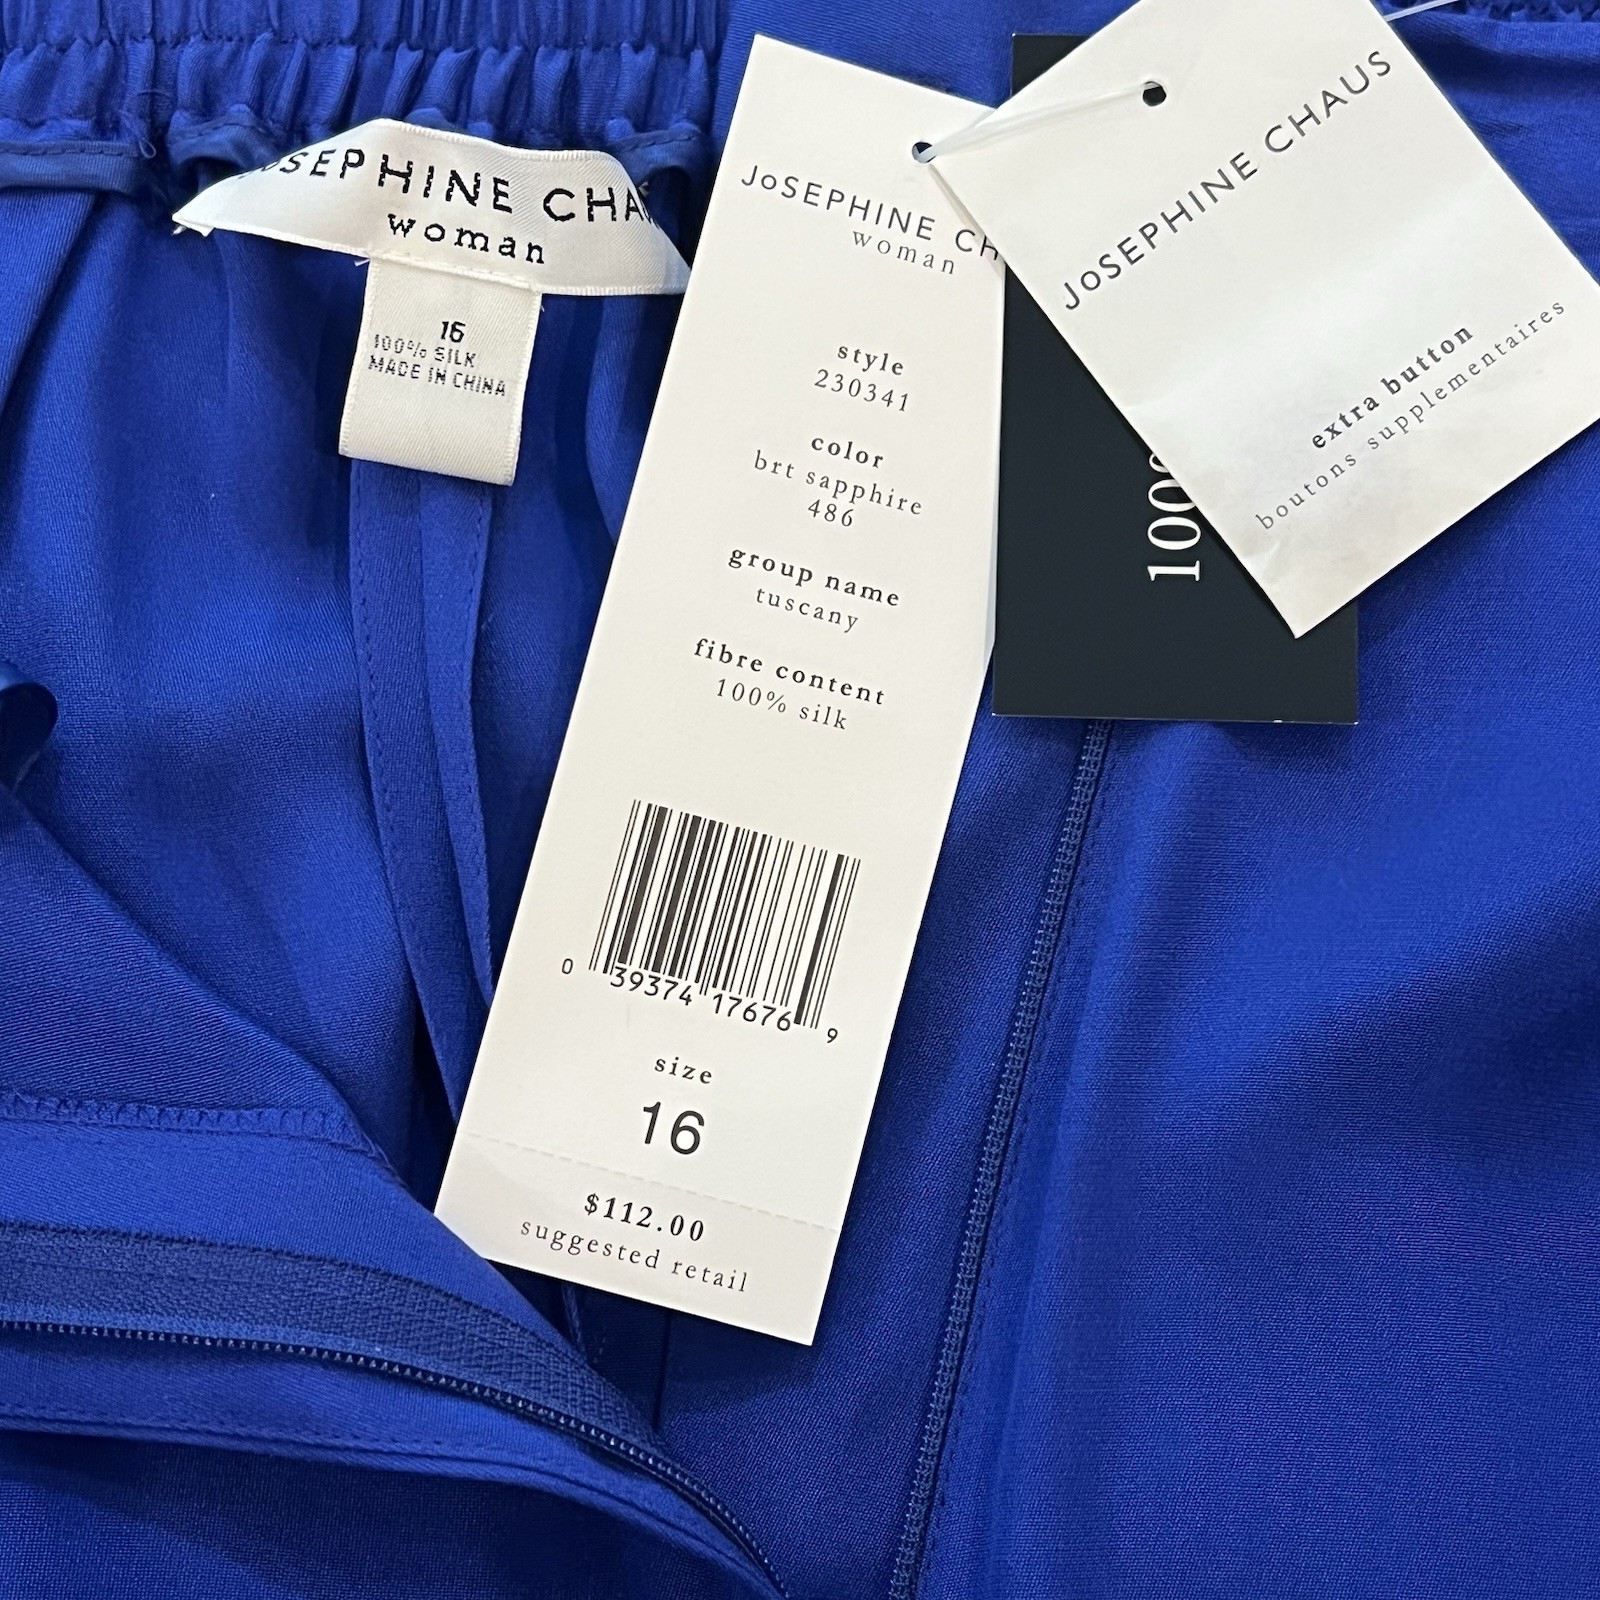 JOSEPHINE CHA
woman
16
100% SILK
MADE IN CHINA
JoSEPHINE CH
woman
style
230341
color
brt sapphire
486
group name
tuscany
fibre content
100% silk
0 39374 17676 9
size
16
$112.00
suggested retail
100%
JoSEPHINE CHAUS
extra button
boutons supplementaires